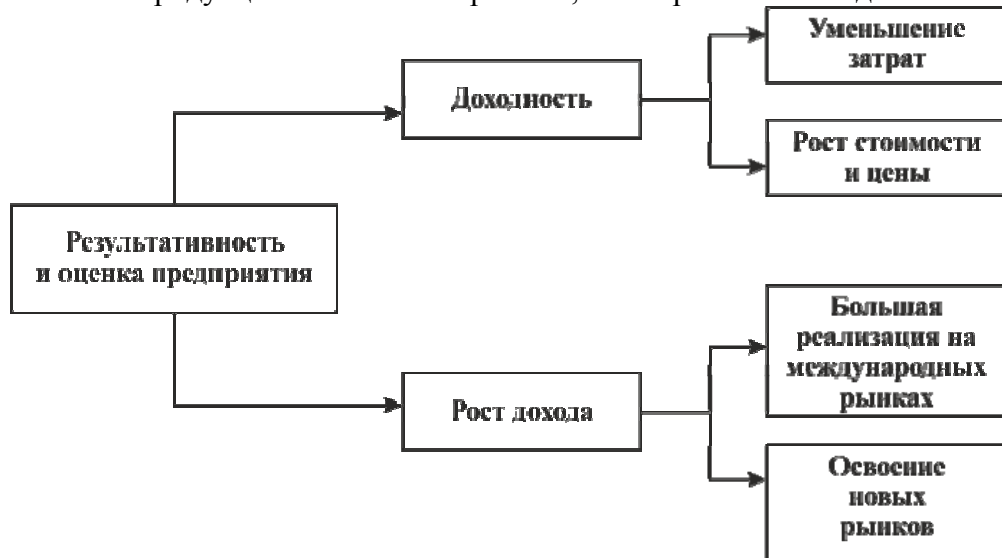 Уменьшение
затрат
Доходность
Рост стоимости
и цены
Результативность
и оценка предприятия
Большая
реализация на
международных
рынках
Рост дохода
Освоение
новых
рынков